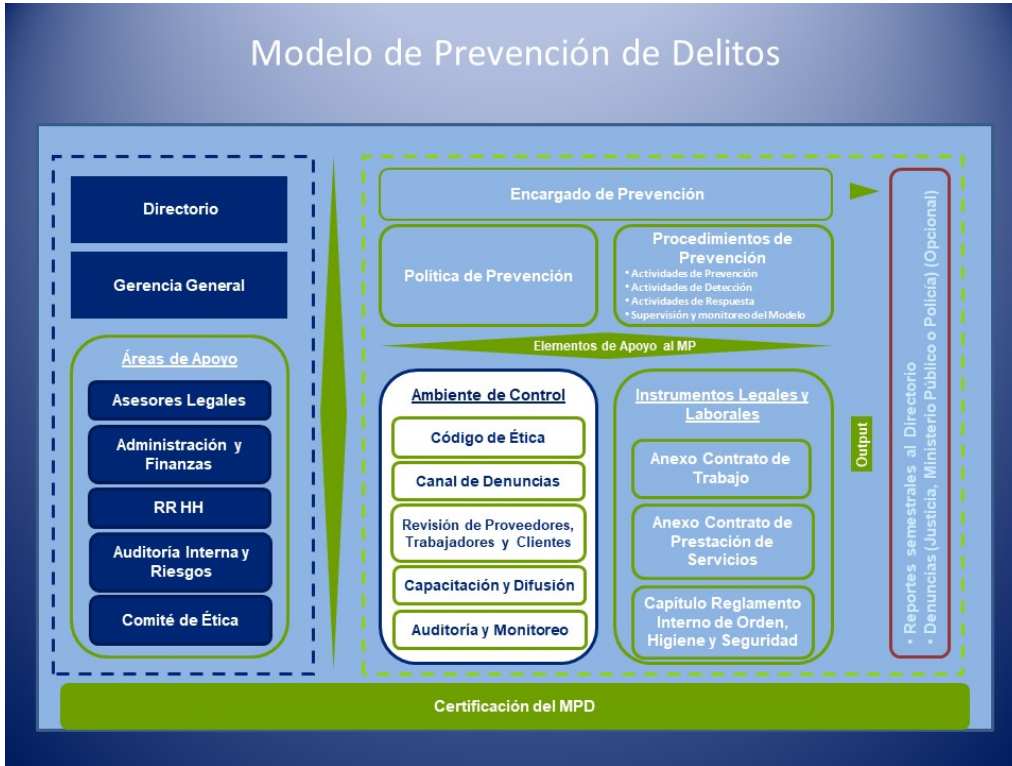 Modelo de Prevención de Delitos
Directorio
Gerencia General
Áreas de Apoyo
Asesores Legales
Administración y
Finanzas
RR HH
Auditoría Interna y
Riesgos
Comité de Ética
Encargado de Prevención
Política de Prevención
Procedimientos de
Prevención
• Actividades de Prevención
• Actividades de Detección
• Actividades de Respuesta
• Supervisión y monitoreo del Modelo
Elementos de Apoyo al MP
Ambiente de Control
Código de Ética
Canal de Denuncias
Revisión de Proveedores,
Trabajadores y Clientes
Capacitación y Difusión
Auditoría y Monitoreo
Instrumentos Legales y
Laborales
Anexo Contrato de
Trabajo
Anexo Contrato de
Prestación de
Servicios
Capítulo Reglamento
Interno de Orden,
Higiene y Seguridad
Output
• Reportes semestrales al Directorio
• Denuncias (Justicia, Ministerio Público o Policía) (Opcional)
Certificación del MPD